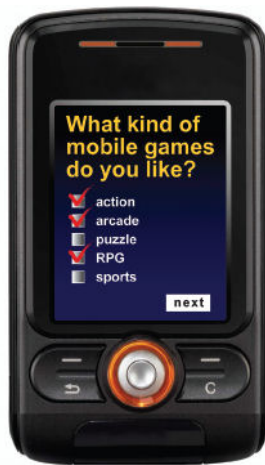 What kind of
mobile games
do you like?
action
arcade
puzzle
RPG
sports
next
C